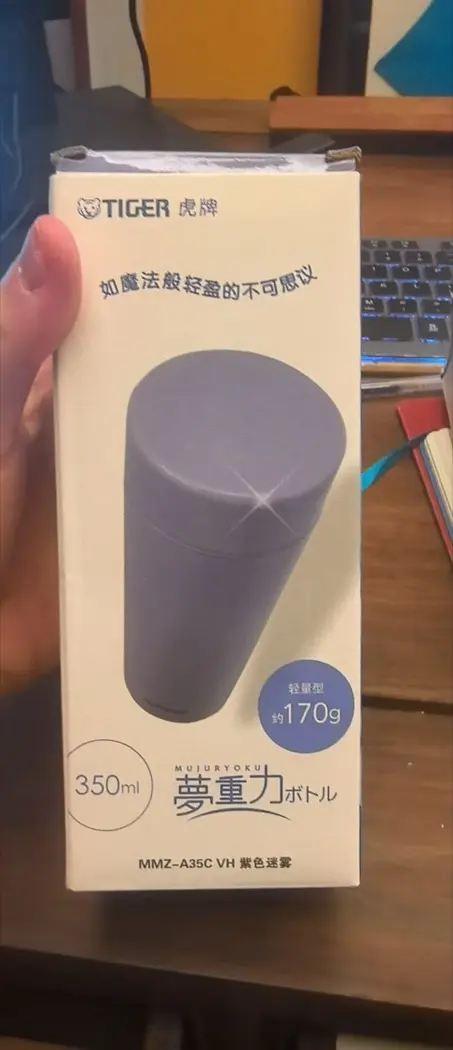 TIGER 虎牌
如魔法般轻盈的不可思议
轻量型
约170g
350ml
MUJURYOKU
夢重力ボトル
MMZ-A35C VH 紫色迷雾